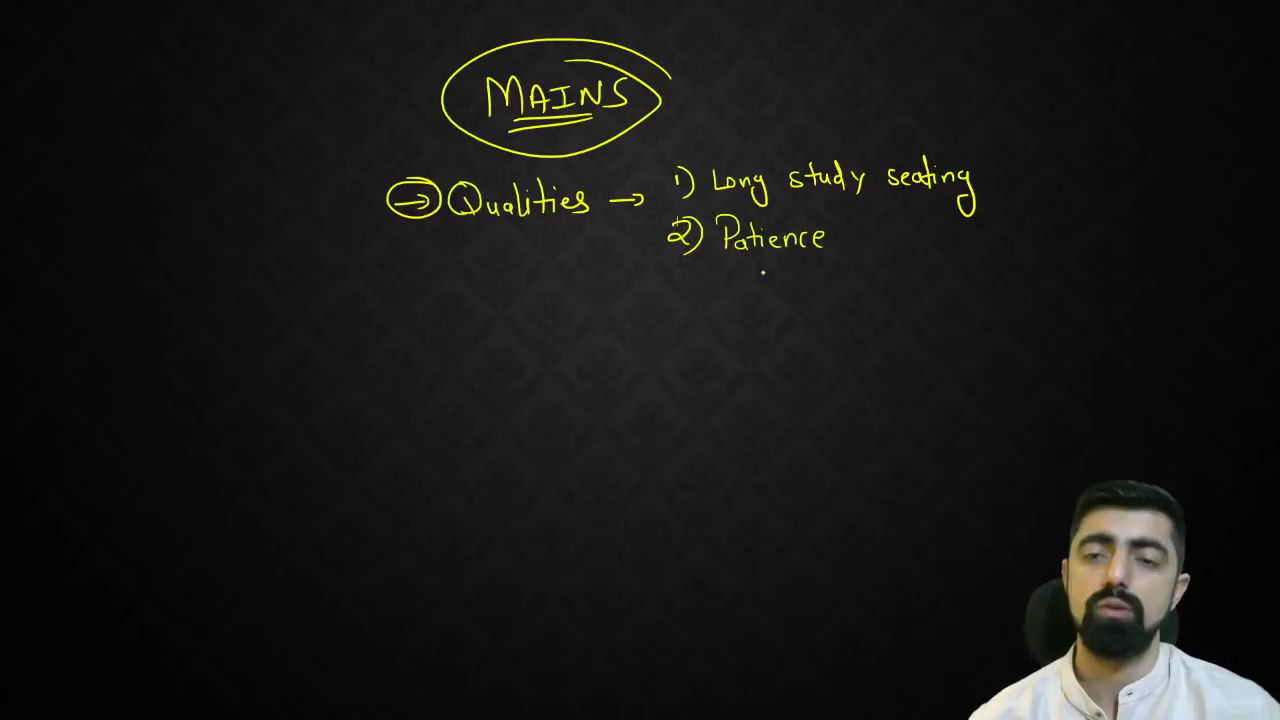 MAINS
→ Qualities → 1) Long study seating
2) Patience